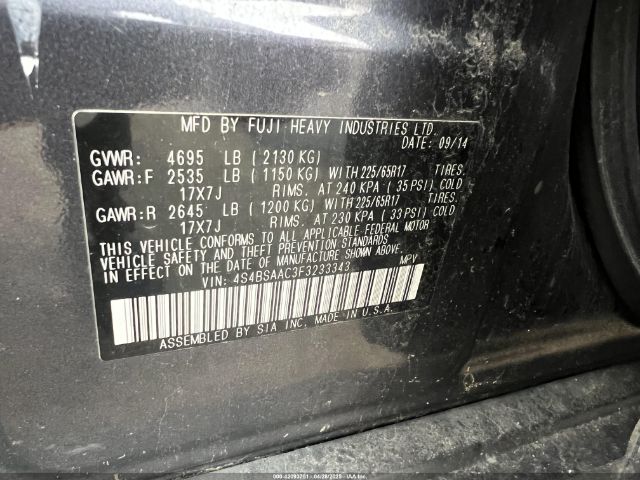 MFD BY FUJI HEAVY INDUSTRIES LTD.
DATE: 09/14
GVWR: 4695 LB ( 2130 KG)
GAWR:F 2535 LB ( 1150 KG) WITH 225/65R17 TIRES.
17X7J RIMS. AT 240 KPA ( 35 PSI) COLD
GAWR:R 2645 LB ( 1200 KG) WITH 225/65R17 TIRES.
17X7J RIMS. AT 230 KPA ( 33 PSI) COLD
THIS VEHICLE CONFORMS TO ALL APPLICABLE FEDERAL MOTOR
VEHICLE SAFETY AND THEFT PREVENTION STANDARDS
IN EFFECT ON THE DATE OF MANUFACTURE SHOWN ABOVE.
VIN: 4S4BSAAC3F3233343 MPV
ASSEMBLED BY SIA INC. MADE IN U.S.A.